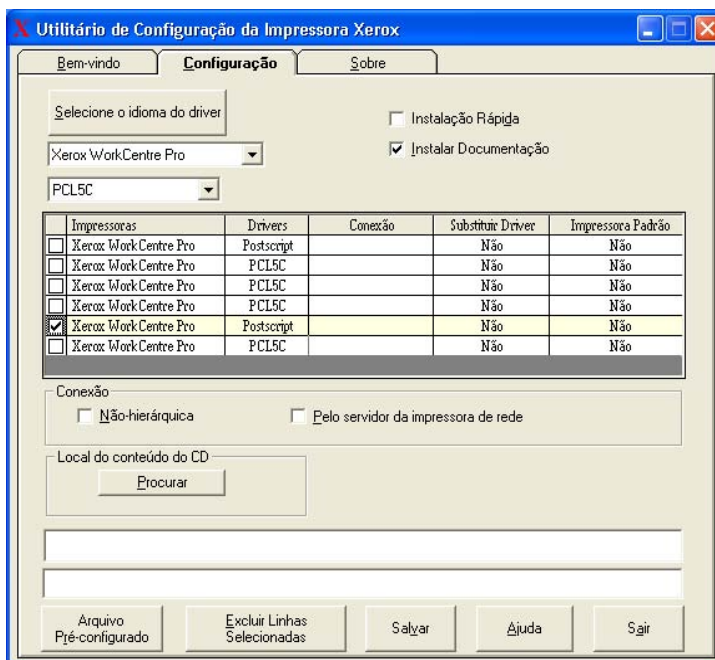 Utilitário de Configuração da Impressora Xerox
Bem-vindo Configuração Sobre
Selecione o idioma do driver
Instalação Rápida
Xerox WorkCentre Pro
Instalar Documentação
PCL5C
Impressoras Drivers Conexão Substituir Driver Impressora Padrão
Xerox WorkCentre Pro Postscript Não Não
Xerox WorkCentre Pro PCL5C Não Não
Xerox WorkCentre Pro PCL5C Não Não
Xerox WorkCentre Pro PCL5C Não Não
Xerox WorkCentre Pro Postscript Não Não
Xerox WorkCentre Pro PCL5C Não Não
Conexão
Não-hierárquica Pelo servidor da impressora de rede
Local do conteúdo do CD
Procurar
Arquivo Pré-configurado
Excluir Linhas Selecionadas
Salvar
Ajuda
Sair